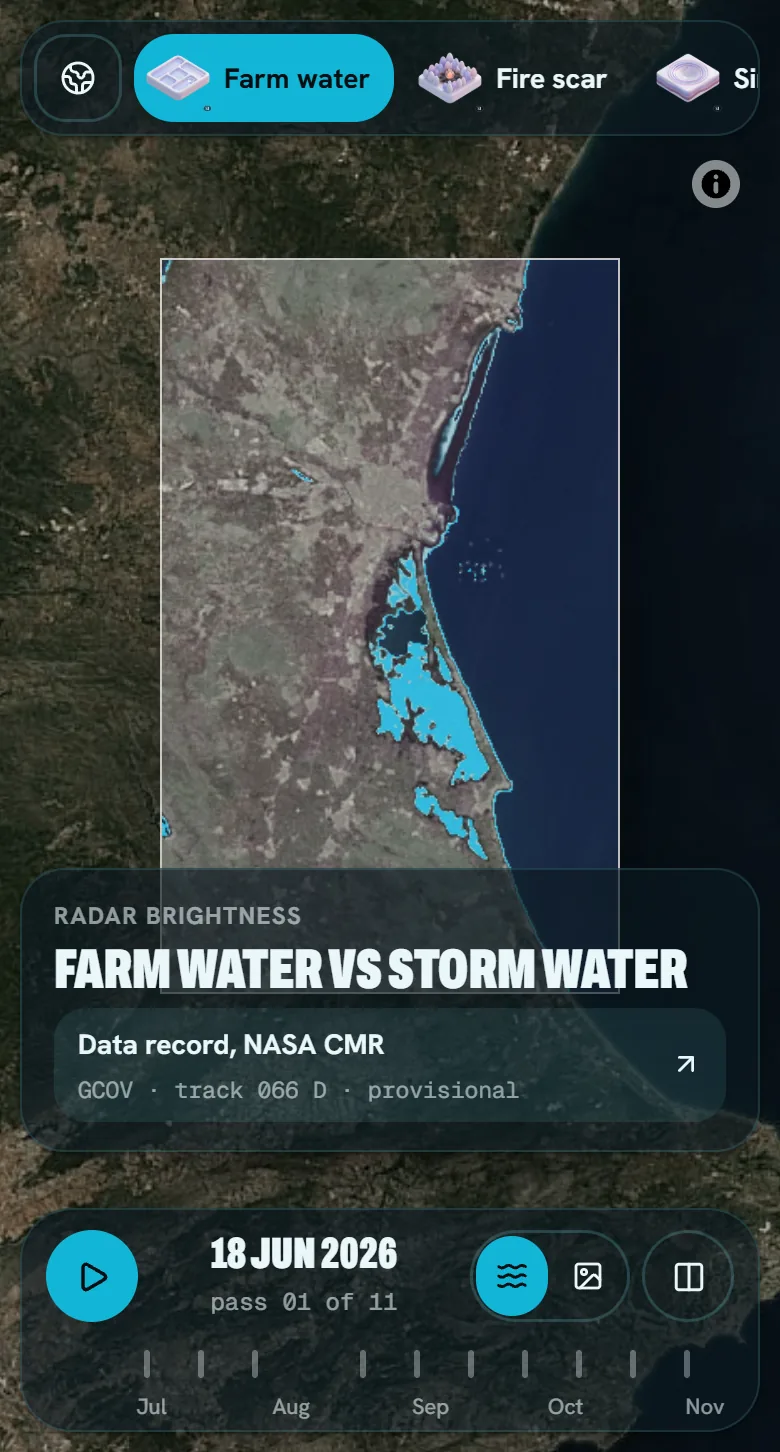 Farm water
Fire scar
RADAR BRIGHTNESS
FARM WATER VS STORM WATER
Data record, NASA CMR
GCOV · track 066 D · provisional
18 JUN 2026
pass 01 of 11
Jul Aug Sep Oct Nov